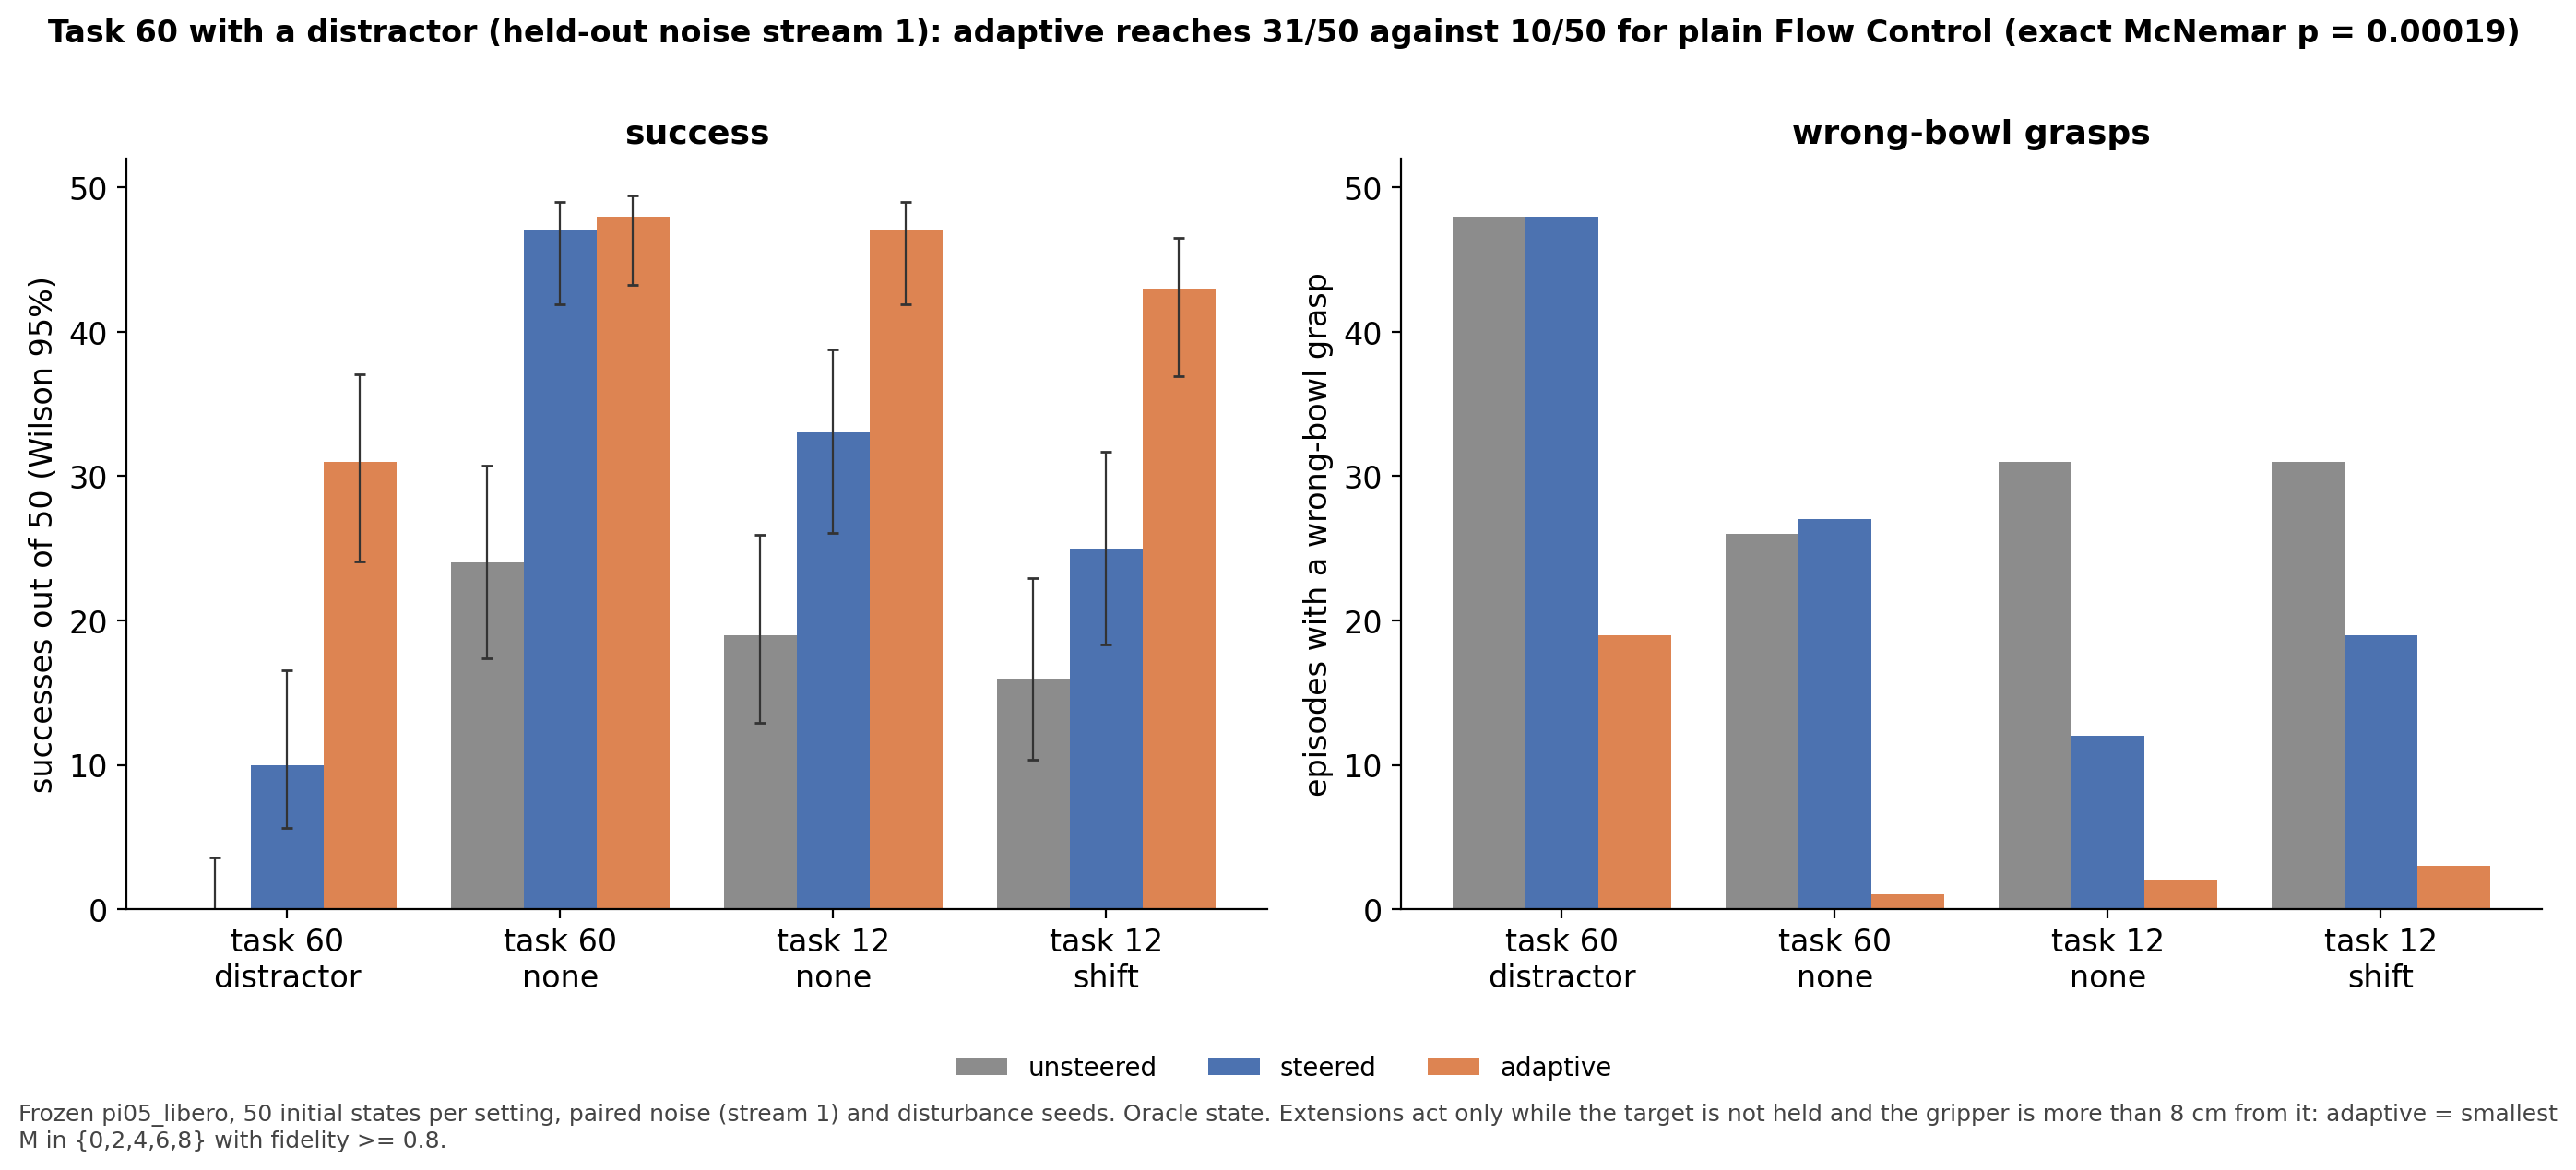 Task 60 with a distractor (held-out noise stream 1): adaptive reaches 31/50 against 10/50 for plain Flow Control (exact McNemar p = 0.00019)
success
successes out of 50 (Wilson 95%)
50
40
30
20
10
0
task 60
distractor
task 60
none
task 12
none
task 12
shift
wrong-bowl grasps
episodes with a wrong-bowl grasp
50
40
30
20
10
0
task 60
distractor
task 60
none
task 12
none
task 12
shift
unsteered
steered
adaptive
Frozen pi05_libero, 50 initial states per setting, paired noise (stream 1) and disturbance seeds. Oracle state. Extensions act only while the target is not held and the gripper is more than 8 cm from it: adaptive = smallest
M in {0,2,4,6,8} with fidelity >= 0.8.